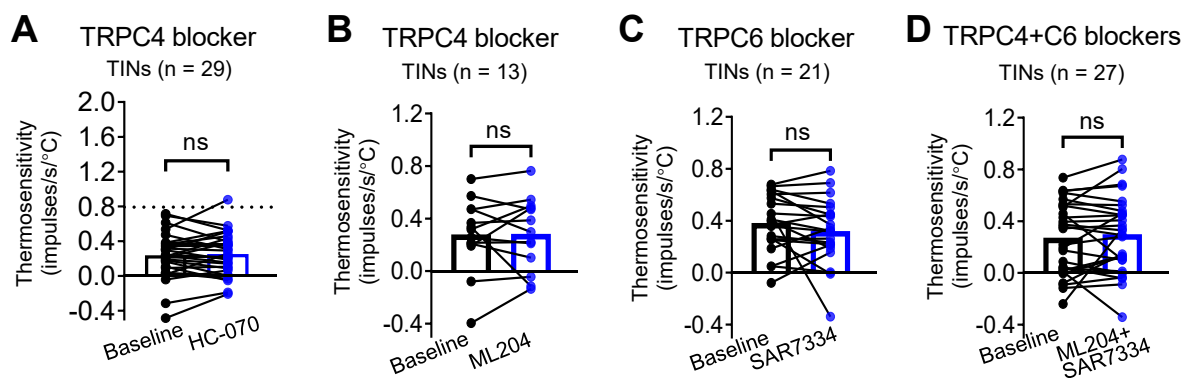 A
TRPC4 blocker
TINs (n = 29)
Thermosensitivity
(impulses/s/°C)
2.0
1.6
1.2
0.8
0.4
0.0
-0.4
ns
Baseline
HC-070
B
TRPC4 blocker
TINs (n = 13)
Thermosensitivity
(impulses/s/°C)
1.2
0.8
0.4
0.0
-0.4
ns
Baseline
ML204
C
TRPC6 blocker
TINs (n = 21)
Thermosensitivity
(impulses/s/°C)
1.2
0.8
0.4
0.0
-0.4
ns
Baseline
SAR7334
D
TRPC4+C6 blockers
TINs (n = 27)
Thermosensitivity
(impulses/s/°C)
1.2
0.8
0.4
0.0
-0.4
ns
Baseline
ML204+
SAR7334